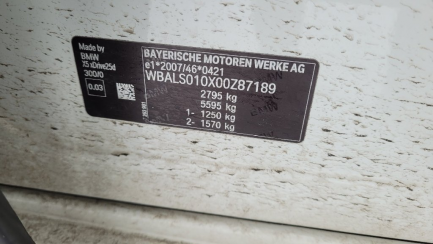 Made by
BMW
X5 xDrive25d
300/0
0.03
BAYERISCHE MOTOREN WERKE AG
e1*2007/46*0421
WBALS010X00Z87189
2795 kg
5595 kg
1- 1250 kg
2- 1570 kg